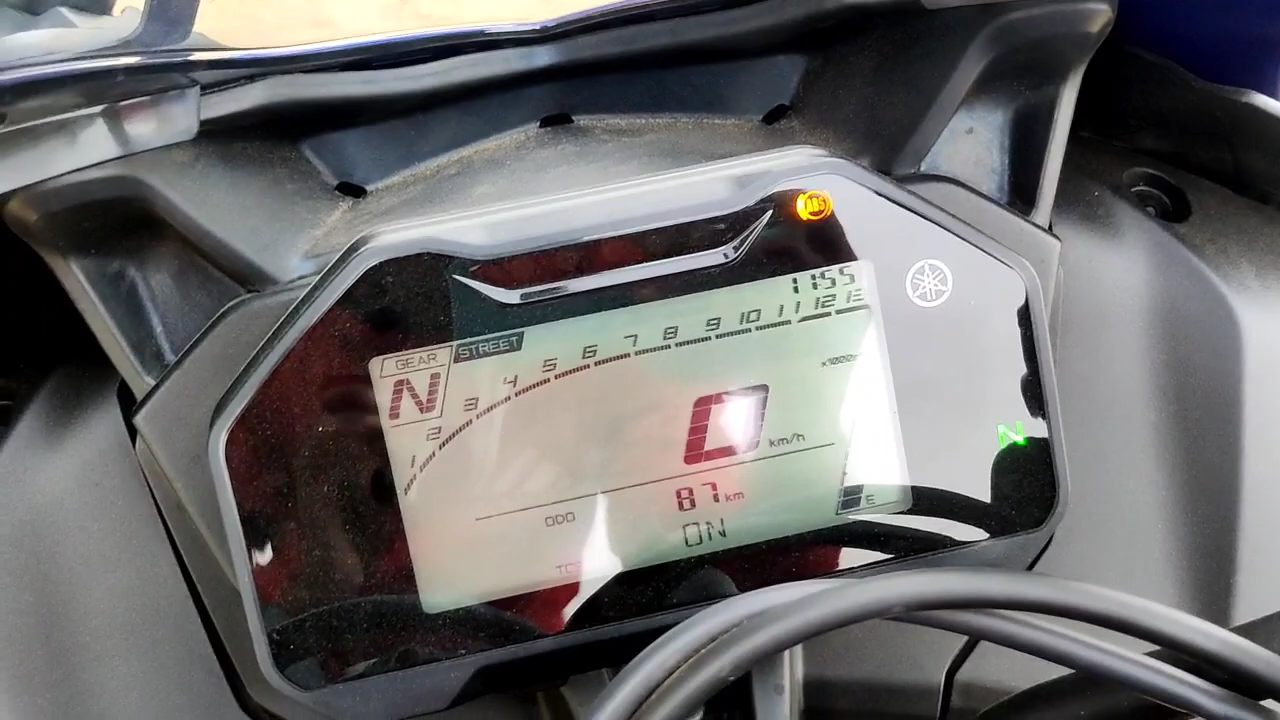 ABS
11:55
GEAR
STREET
N
1 2 3 4 5 6 7 8 9 10 11 12 13
x1000r
0 km/h
N
ODO
87 km
E
ON
TCS